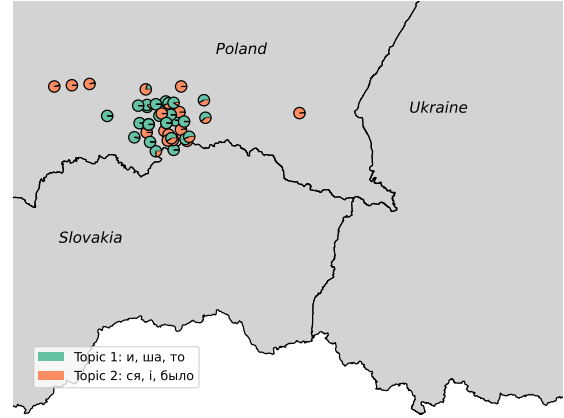 Poland
Ukraine
Slovakia
Topic 1: и, ша, то
Topic 2: ся, і, было